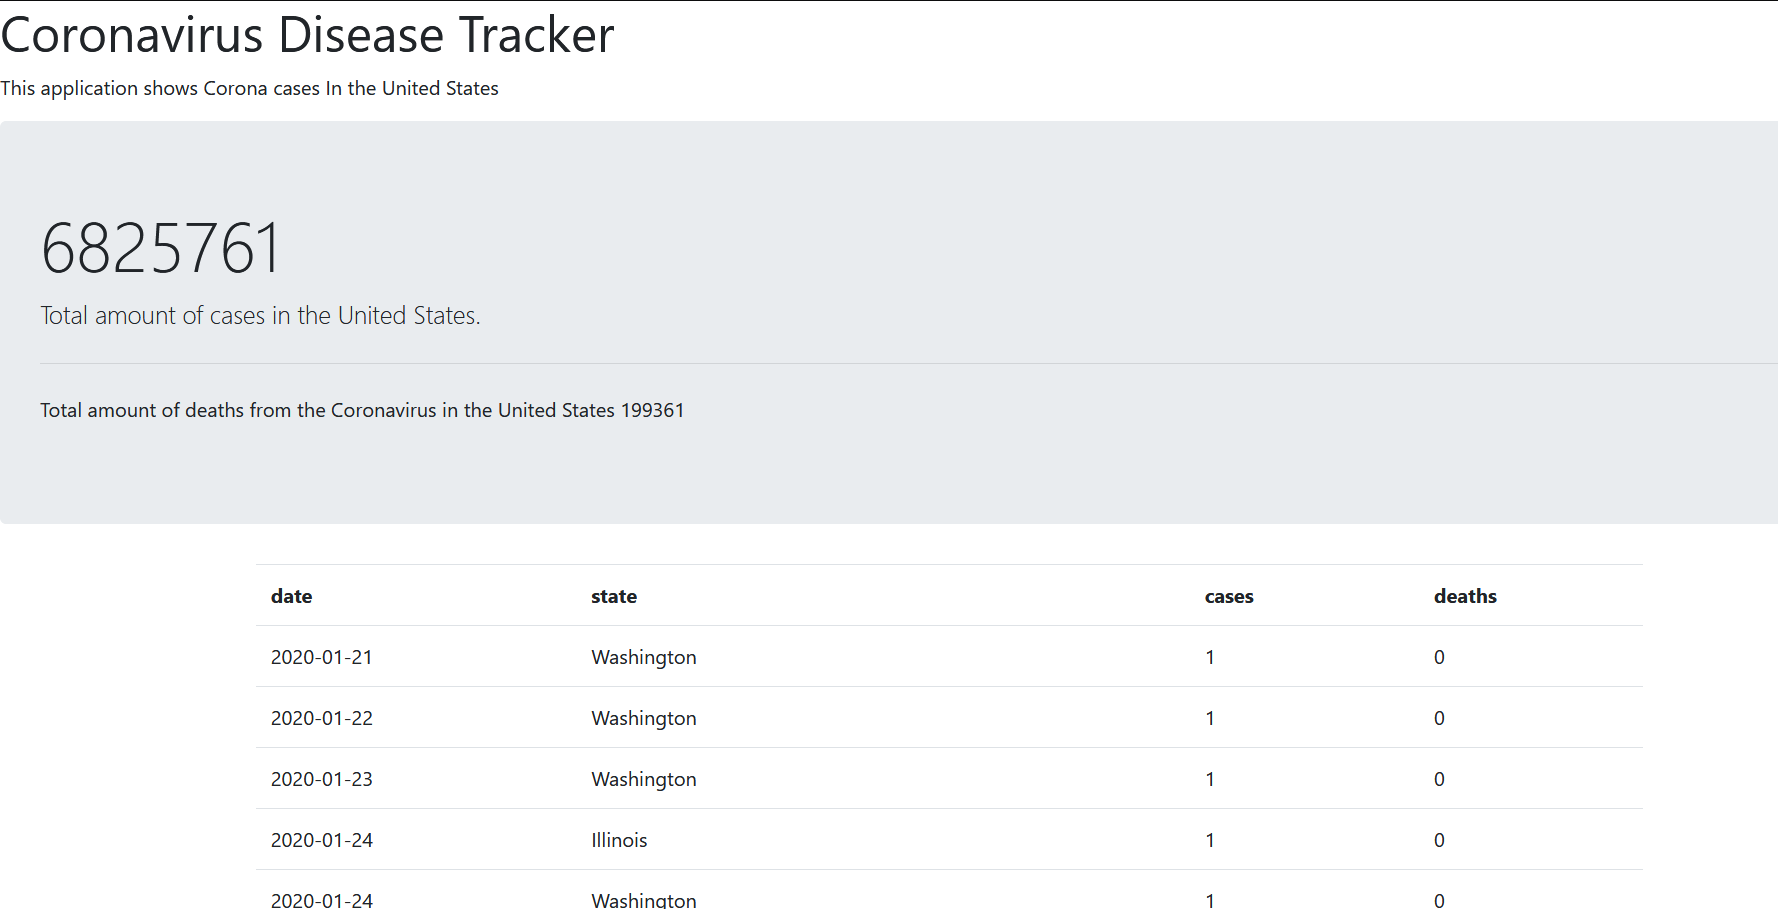 Coronavirus Disease Tracker
This application shows Corona cases In the United States
6825761
Total amount of cases in the United States.
Total amount of deaths from the Coronavirus in the United States 199361
date state cases deaths
2020-01-21 Washington 1 0
2020-01-22 Washington 1 0
2020-01-23 Washington 1 0
2020-01-24 Illinois 1 0
2020-01-24 Washington 1 0